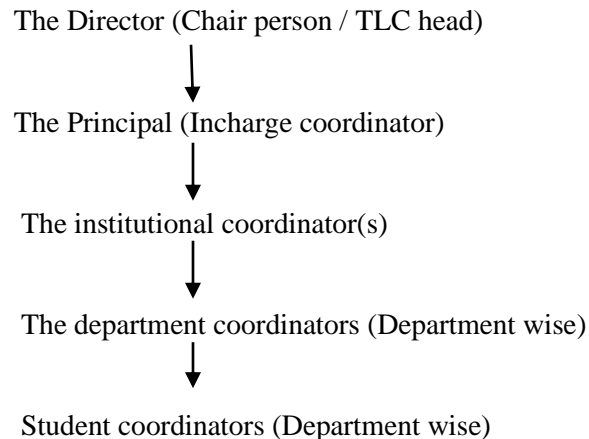 The Director (Chair person / TLC head)
The Principal (Incharge coordinator)
The institutional coordinator(s)
The department coordinators (Department wise)
Student coordinators (Department wise)